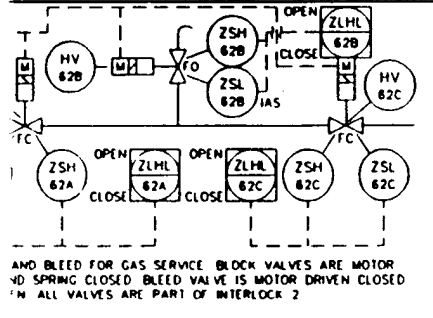 OPEN
ZSH
62B
ZLHL
62B
CLOSE
M
HV
62B
M
FO
ZSL
62B
IAS
M
HV
62C
FC
FC
ZSH
62A
OPEN
ZLHL
62A
CLOSE
OPEN
ZLHL
62C
CLOSE
ZSH
62C
ZSL
62C
AND BLEED FOR GAS SERVICE BLOCK VALVES ARE MOTOR
ND SPRING CLOSED BLEED VALVE IS MOTOR DRIVEN CLOSED
N ALL VALVES ARE PART OF INTERLOCK 2